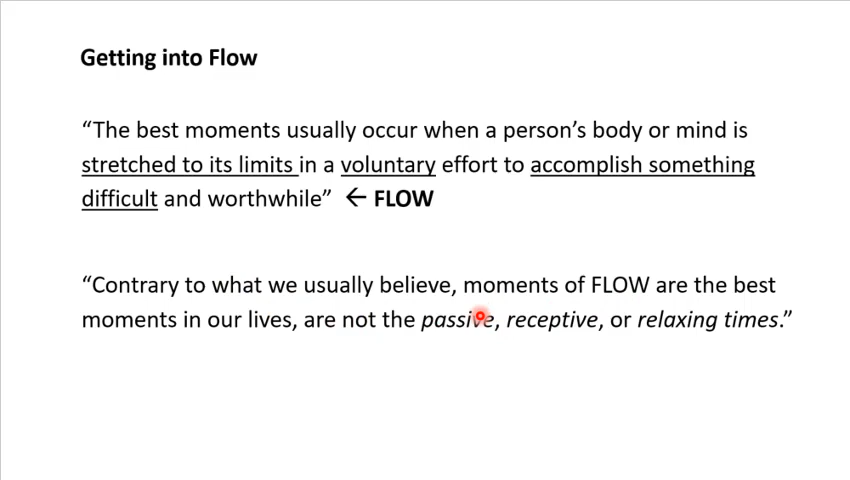 Getting into Flow
“The best moments usually occur when a person’s body or mind is
stretched to its limits in a voluntary effort to accomplish something
difficult and worthwhile” ← FLOW
“Contrary to what we usually believe, moments of FLOW are the best
moments in our lives, are not the passive, receptive, or relaxing times.”